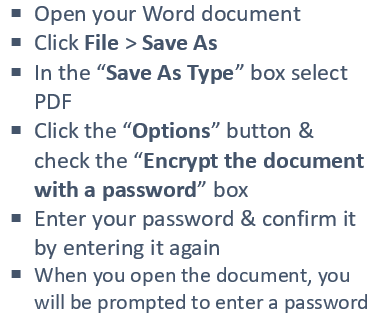 ▪ Open your Word document
▪ Click File > Save As
▪ In the “Save As Type” box select
PDF
▪ Click the “Options” button &
check the “Encrypt the document
with a password” box
▪ Enter your password & confirm it
by entering it again
▪ When you open the document, you
will be prompted to enter a password